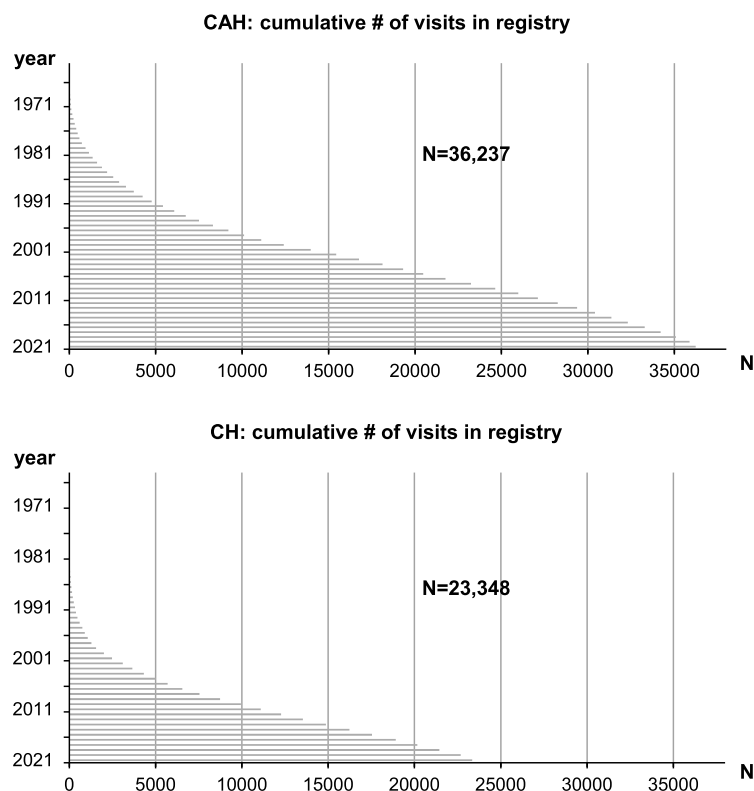 CAH: cumulative # of visits in registry
year
1971
1981
N=36,237
1991
2001
2011
2021
0 5000 10000 15000 20000 25000 30000 35000 N
CH: cumulative # of visits in registry
year
1971
1981
N=23,348
1991
2001
2011
2021
0 5000 10000 15000 20000 25000 30000 35000 N